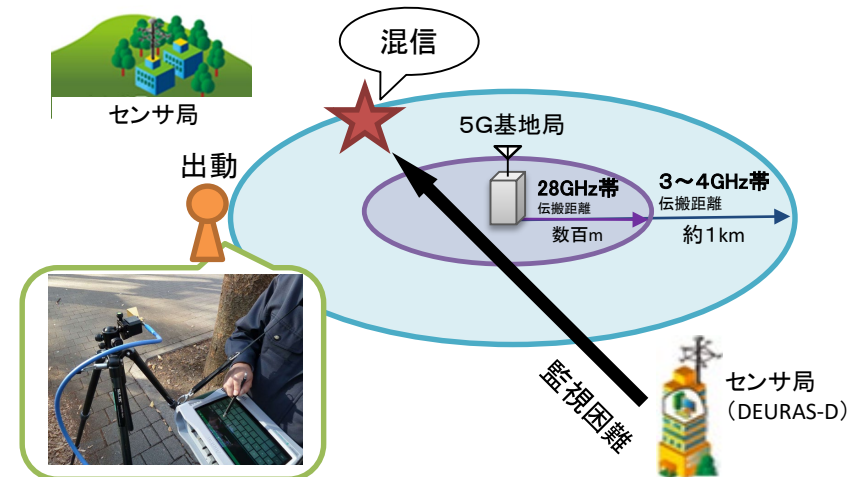 混信
センサ局
5G基地局
出動
28GHz帯
伝搬距離
数百m
3～4GHz帯
伝搬距離
約1km
監視困難
センサ局
（DEURAS-D）